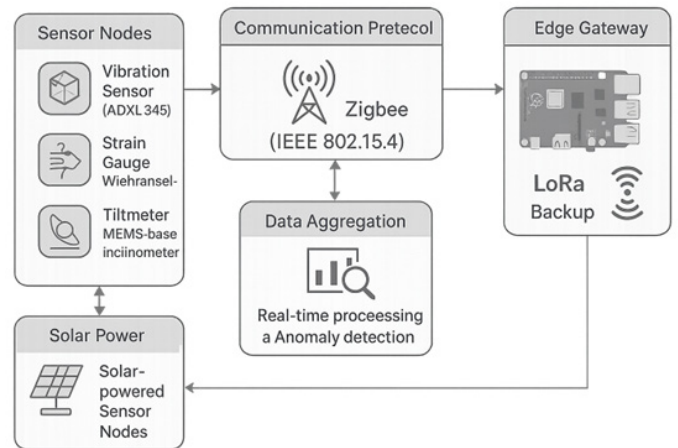 Sensor Nodes
Vibration
Sensor
(ADXL 345)
Strain
Gauge
Wiehransel-
Tiltmeter
MEMS-base
inciinometer
Communication Pretecol
Zigbee
(IEEE 802.15.4)
Edge Gateway
LoRa
Backup
Data Aggregation
Real-time proceessing
a Anomaly detection
Solar Power
Solar-
powered
Sensor
Nodes